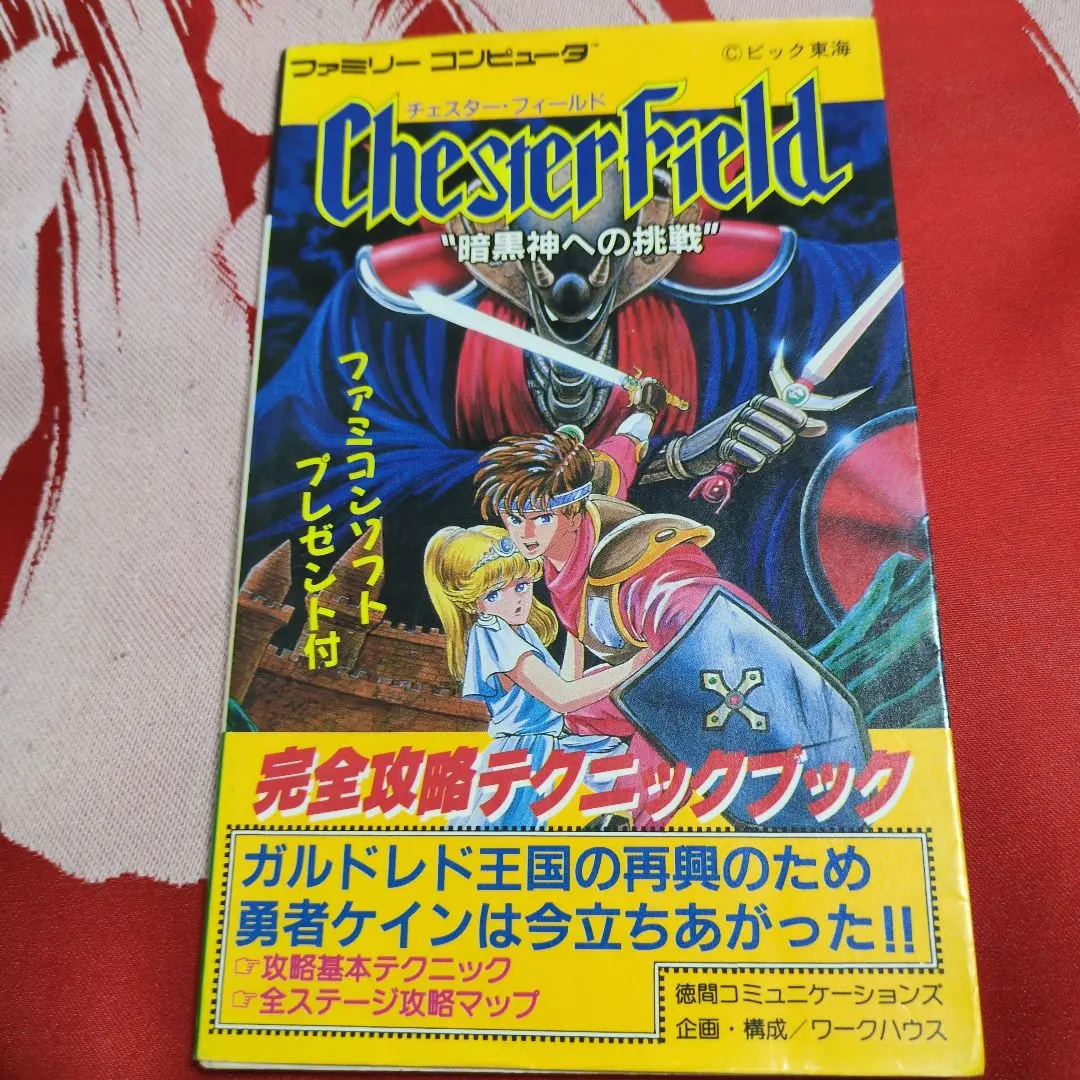 ファミリー コンピュータ™
©ビック東海
チェスター・フィールド
Chester Field
"暗黒神への挑戦"
ファミコンソフト
プレゼント付
完全攻略テクニックブック
ガルドレド王国の再興のため
勇者ケインは今立ちあがった!!
☞攻略基本テクニック
☞全ステージ攻略マップ
徳間コミュニケーションズ
企画・構成／ワークハウス